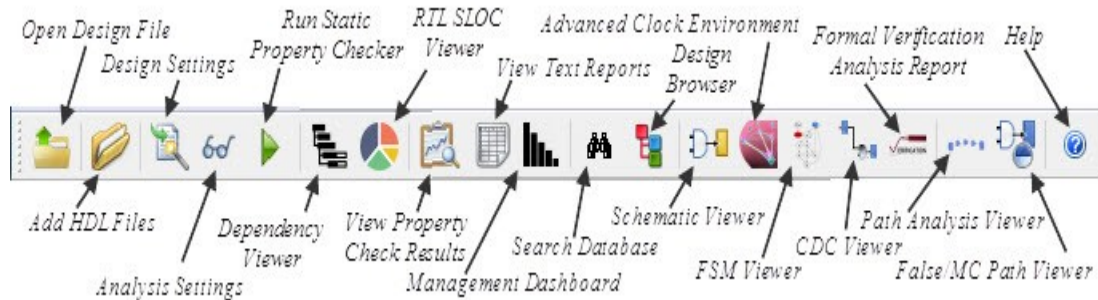 Open Design File
Design Settings
Run Static
Property Checker
RTL SLOC
Viewer
View Text Reports
Advanced Clock Environment
Design
Browser
Formal Verification
Analysis Report
Help
VERIFICATION
Add HDL Files
Analysis Settings
Dependency
Viewer
View Property
Check Results
Management Dashboard
Search Database
Schematic Viewer
FSM Viewer
CDC Viewer
Path Analysis Viewer
False/MC Path Viewer